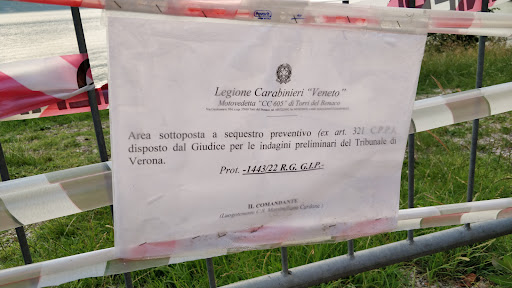 Legione Carabinieri "Veneto"
Motovedetta "CC 605" di Torri del Benaco
Area sottoposta a sequestro preventivo (ex art. 321 C.P.P.),
disposto dal Giudice per le indagini preliminari del Tribunale di
Verona.
Prot. -1443/22 R.G. G.I.P.-
IL COMANDANTE